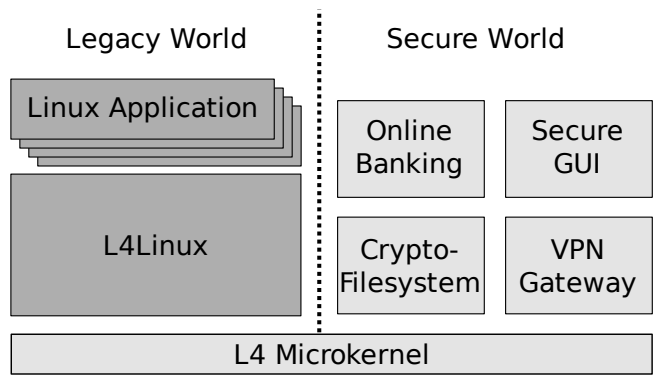 Legacy World
Secure World
Linux Application
L4Linux
Online
Banking
Secure
GUI
Crypto-
Filesystem
VPN
Gateway
L4 Microkernel